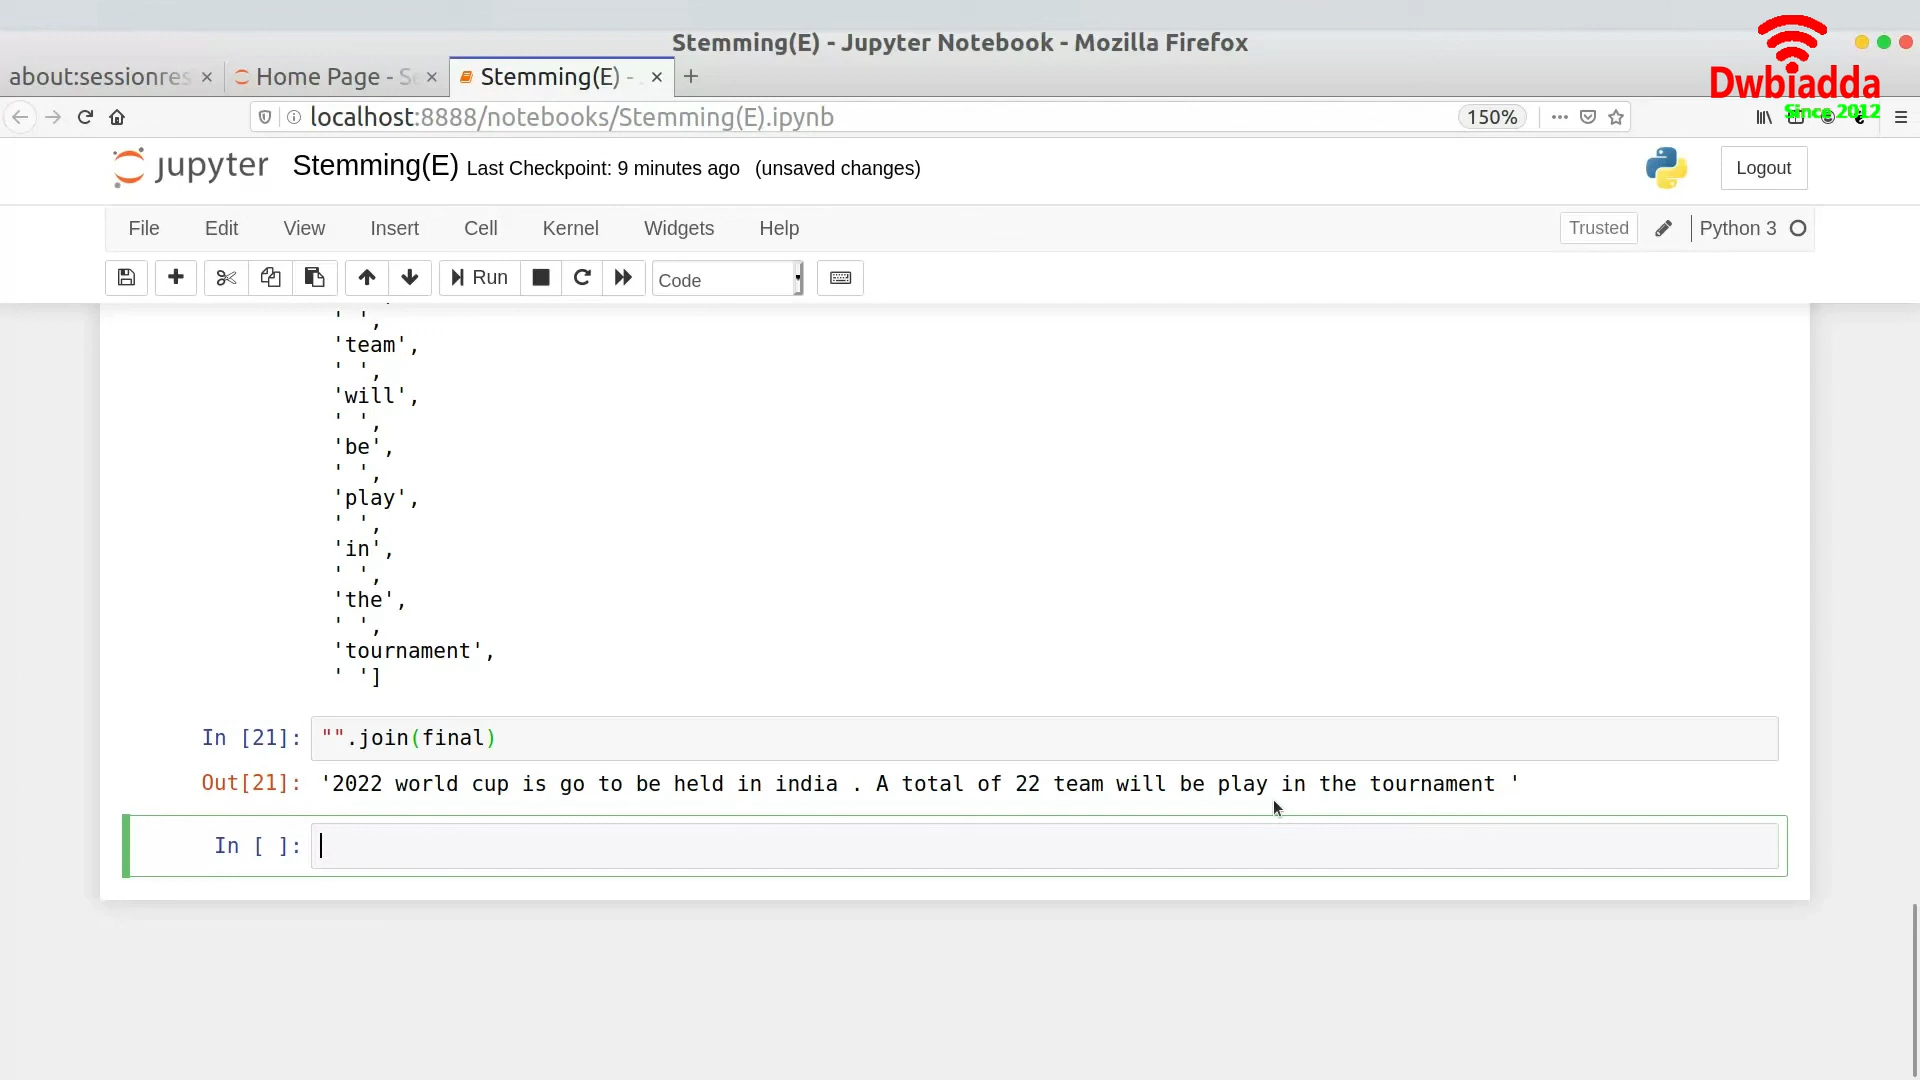 Stemming(E) - Jupyter Notebook - Mozilla Firefox
Dwbiadda
Since 2012
about:sessionres × Home Page - Se × Stemming(E) - × +
localhost:8888/notebooks/Stemming(E).ipynb 150%
jupyter Stemming(E) Last Checkpoint: 9 minutes ago (unsaved changes) Logout
File Edit View Insert Cell Kernel Widgets Help Trusted Python 3
Run Code
' ',
'team',
' ',
'will',
' ',
'be',
' ',
'play',
' ',
'in',
' ',
'the',
' ',
'tournament',
' ']
In [21]: "".join(final)
Out[21]: '2022 world cup is go to be held in india . A total of 22 team will be play in the tournament '
In [ ]: